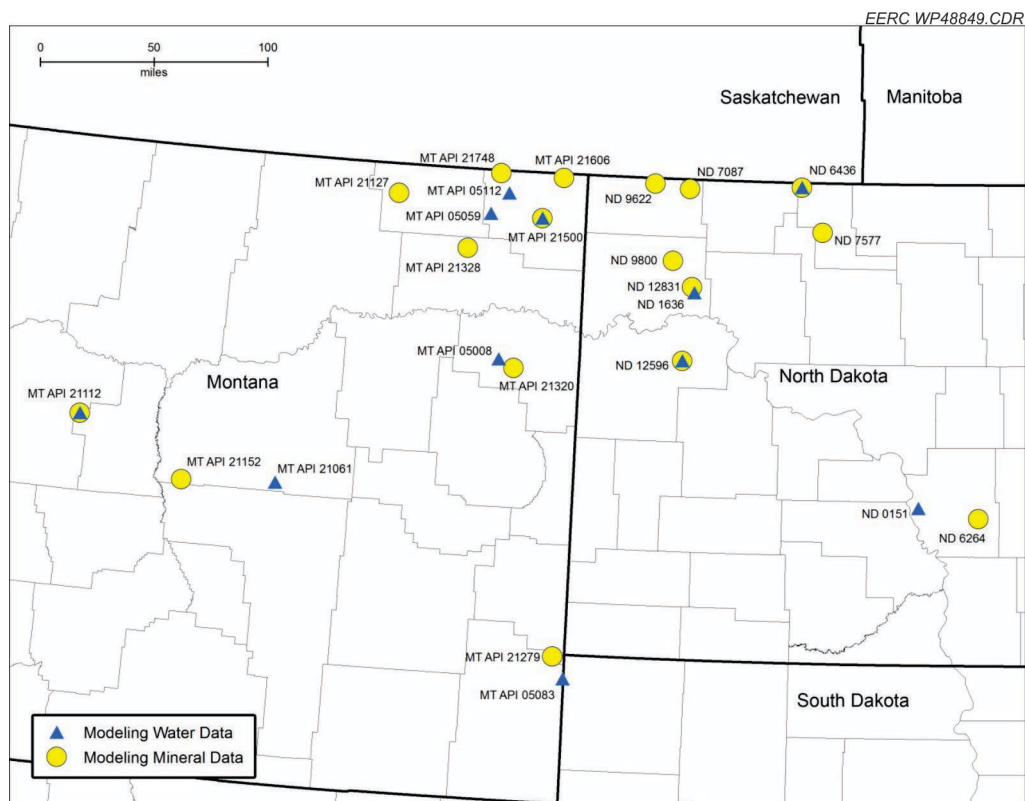 EERC WP48849.CDR
0 50 100
miles
Saskatchewan
Manitoba
MT API 21748
MT API 21606
ND 7087
ND 6436
MT API 21127
MT API 05112
ND 9622
MT API 05059
MT API 21500
ND 7577
MT API 21328
ND 9800
ND 12831
ND 1636
MT API 05008
ND 12596
MT API 21320
North Dakota
Montana
MT API 21112
MT API 21152
MT API 21061
ND 0151
ND 6264
MT API 21279
MT API 05083
South Dakota
Modeling Water Data
Modeling Mineral Data